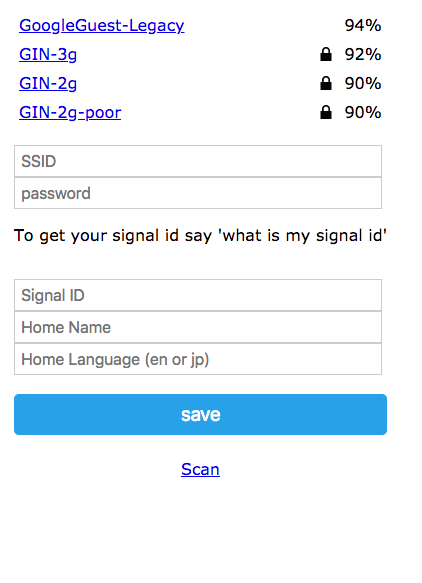 GoogleGuest-Legacy 94%
GIN-3g 92%
GIN-2g 90%
GIN-2g-poor 90%
SSID
password
To get your signal id say 'what is my signal id'
Signal ID
Home Name
Home Language (en or jp)
save
Scan